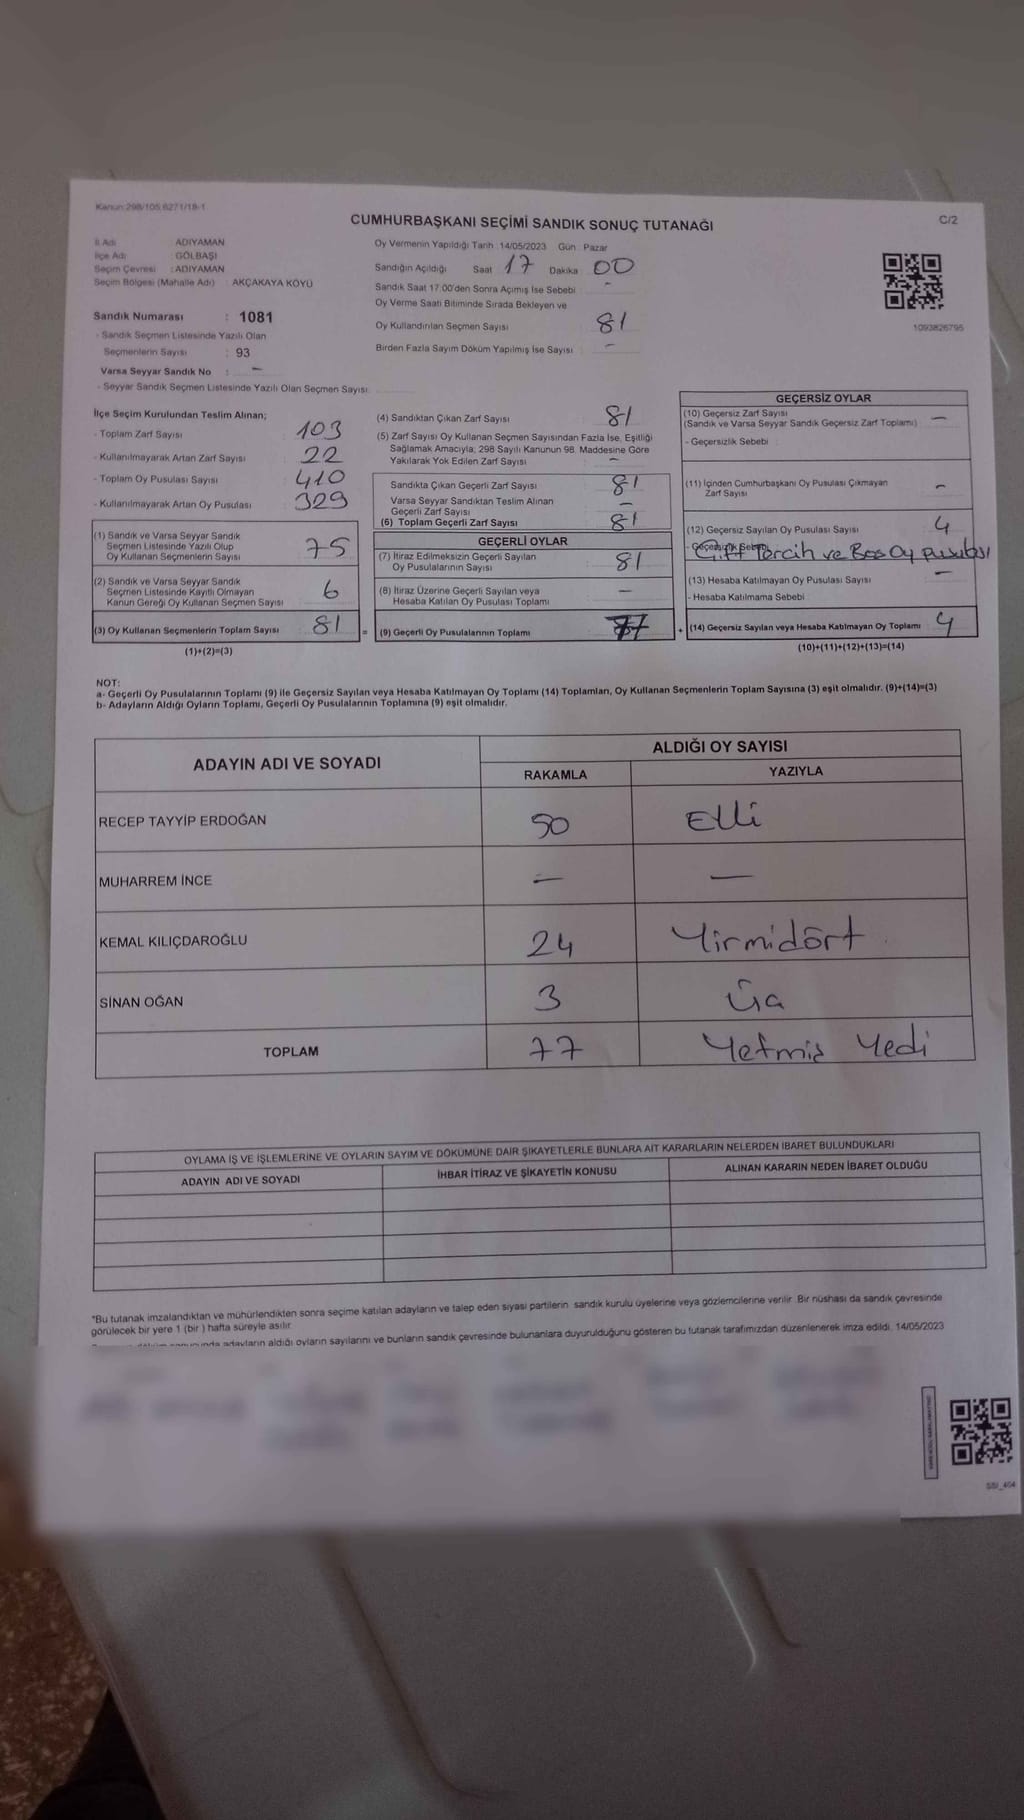 Kanun:298/105,6271/18-1
CUMHURBAŞKANI SEÇİMİ SANDIK SONUÇ TUTANAĞI
C/2
İl Adı : ADIYAMAN
İlçe Adı : GÖLBAŞI
Seçim Çevresi : ADIYAMAN
Seçim Bölgesi (Mahalle Adı) : AKÇAKAYA KÖYÜ
Sandık Numarası : 1081
- Sandık Seçmen Listesinde Yazılı Olan
Seçmenlerin Sayısı : 93
Varsa Seyyar Sandık No : -
- Seyyar Sandık Seçmen Listesinde Yazılı Olan Seçmen Sayısı:
Oy Vermenin Yapıldığı Tarih :14/05/2023 Gün : Pazar
Sandığın Açıldığı Saat 17 Dakika 00
Sandık Saat 17:00'den Sonra Açımış İse Sebebi : -
Oy Verme Saati Bitiminde Sırada Bekleyen ve
Oy Kullandırılan Seçmen Sayısı : 81
Birden Fazla Sayım Döküm Yapılmış İse Sayısı : -
1093826795
İlçe Seçim Kurulundan Teslim Alınan;
- Toplam Zarf Sayısı : 103
- Kullanılmayarak Artan Zarf Sayısı : 22
- Toplam Oy Pusulası Sayısı : 410
- Kullanılmayarak Artan Oy Pusulası : 329
(1) Sandık ve Varsa Seyyar Sandık
Seçmen Listesinde Yazılı Olup
Oy Kullanan Seçmenlerin Sayısı : 75
(2) Sandık ve Varsa Seyyar Sandık
Seçmen Listesinde Kayıtlı Olmayan
Kanun Gereği Oy Kullanan Seçmen Sayısı : 6
(3) Oy Kullanan Seçmenlerin Toplam Sayısı : 81
(1)+(2)=(3)
(4) Sandıktan Çıkan Zarf Sayısı : 81
(5) Zarf Sayısı Oy Kullanan Seçmen Sayısından Fazla İse, Eşitliği
Sağlamak Amacıyla; 298 Sayılı Kanunun 98. Maddesine Göre
Yakılarak Yok Edilen Zarf Sayısı : -
Sandıkta Çıkan Geçerli Zarf Sayısı : 81
Varsa Seyyar Sandıktan Teslim Alınan
Geçerli Zarf Sayısı : -
(6) Toplam Geçerli Zarf Sayısı : 81
GEÇERLİ OYLAR
(7) İtiraz Edilmeksizin Geçerli Sayılan
Oy Pusulalarının Sayısı : 81
(8) İtiraz Üzerine Geçerli Sayılan veya
Hesaba Katılan Oy Pusulası Toplamı : -
= (9) Geçerli Oy Pusulalarının Toplamı : 77
GEÇERSİZ OYLAR
(10) Geçersiz Zarf Sayısı : -
(Sandık ve Varsa Seyyar Sandık Geçersiz Zarf Toplamı)
- Geçersizlik Sebebi :
(11) İçinden Cumhurbaşkanı Oy Pusulası Çıkmayan
Zarf Sayısı : -
(12) Geçersiz Sayılan Oy Pusulası Sayısı : 4
- Geçersizlik Sebebi : Çift Tercih ve Boş Oy pusulası
(13) Hesaba Katılmayan Oy Pusulası Sayısı : -
- Hesaba Katılmama Sebebi :
+ (14) Geçersiz Sayılan veya Hesaba Katılmayan Oy Toplamı : 4
(10)+(11)+(12)+(13)=(14)
NOT:
a- Geçerli Oy Pusulalarının Toplamı (9) ile Geçersiz Sayılan veya Hesaba Katılmayan Oy Toplamı (14) Toplamları, Oy Kullanan Seçmenlerin Toplam Sayısına (3) eşit olmalıdır. (9)+(14)=(3)
b- Adayların Aldığı Oyların Toplamı, Geçerli Oy Pusulalarının Toplamına (9) eşit olmalıdır.
ADAYIN ADI VE SOYADI
ALDIĞI OY SAYISI
RAKAMLA YAZIYLA
RECEP TAYYİP ERDOĞAN 50 Elli
MUHARREM İNCE - -
KEMAL KILIÇDAROĞLU 24 Yirmidört
SİNAN OĞAN 3 Üç
TOPLAM 77 Yetmiş Yedi
OYLAMA İŞ VE İŞLEMLERİNE VE OYLARIN SAYIM VE DÖKÜMÜNE DAİR ŞİKAYETLERLE BUNLARA AİT KARARLARIN NELERDEN İBARET BULUNDUKLARI
ADAYIN ADI VE SOYADI İHBAR İTİRAZ VE ŞİKAYETİN KONUSU ALINAN KARARIN NEDEN İBARET OLDUĞU
*Bu tutanak imzalandıktan ve mühürlendikten sonra seçime katılan adayların ve talep eden siyasi partilerin sandık kurulu üyelerine veya gözlemcilerine verilir. Bir nüshası da sandık çevresinde
görülecek bir yere 1 (bir ) hafta süreyle asılır.
sonucunda adayların aldığı oyların sayılarını ve bunların sandık çevresinde bulunanlara duyurulduğunu gösteren bu tutanak tarafımızdan düzenlenerek imza edildi. 14/05/2023
SSI_404